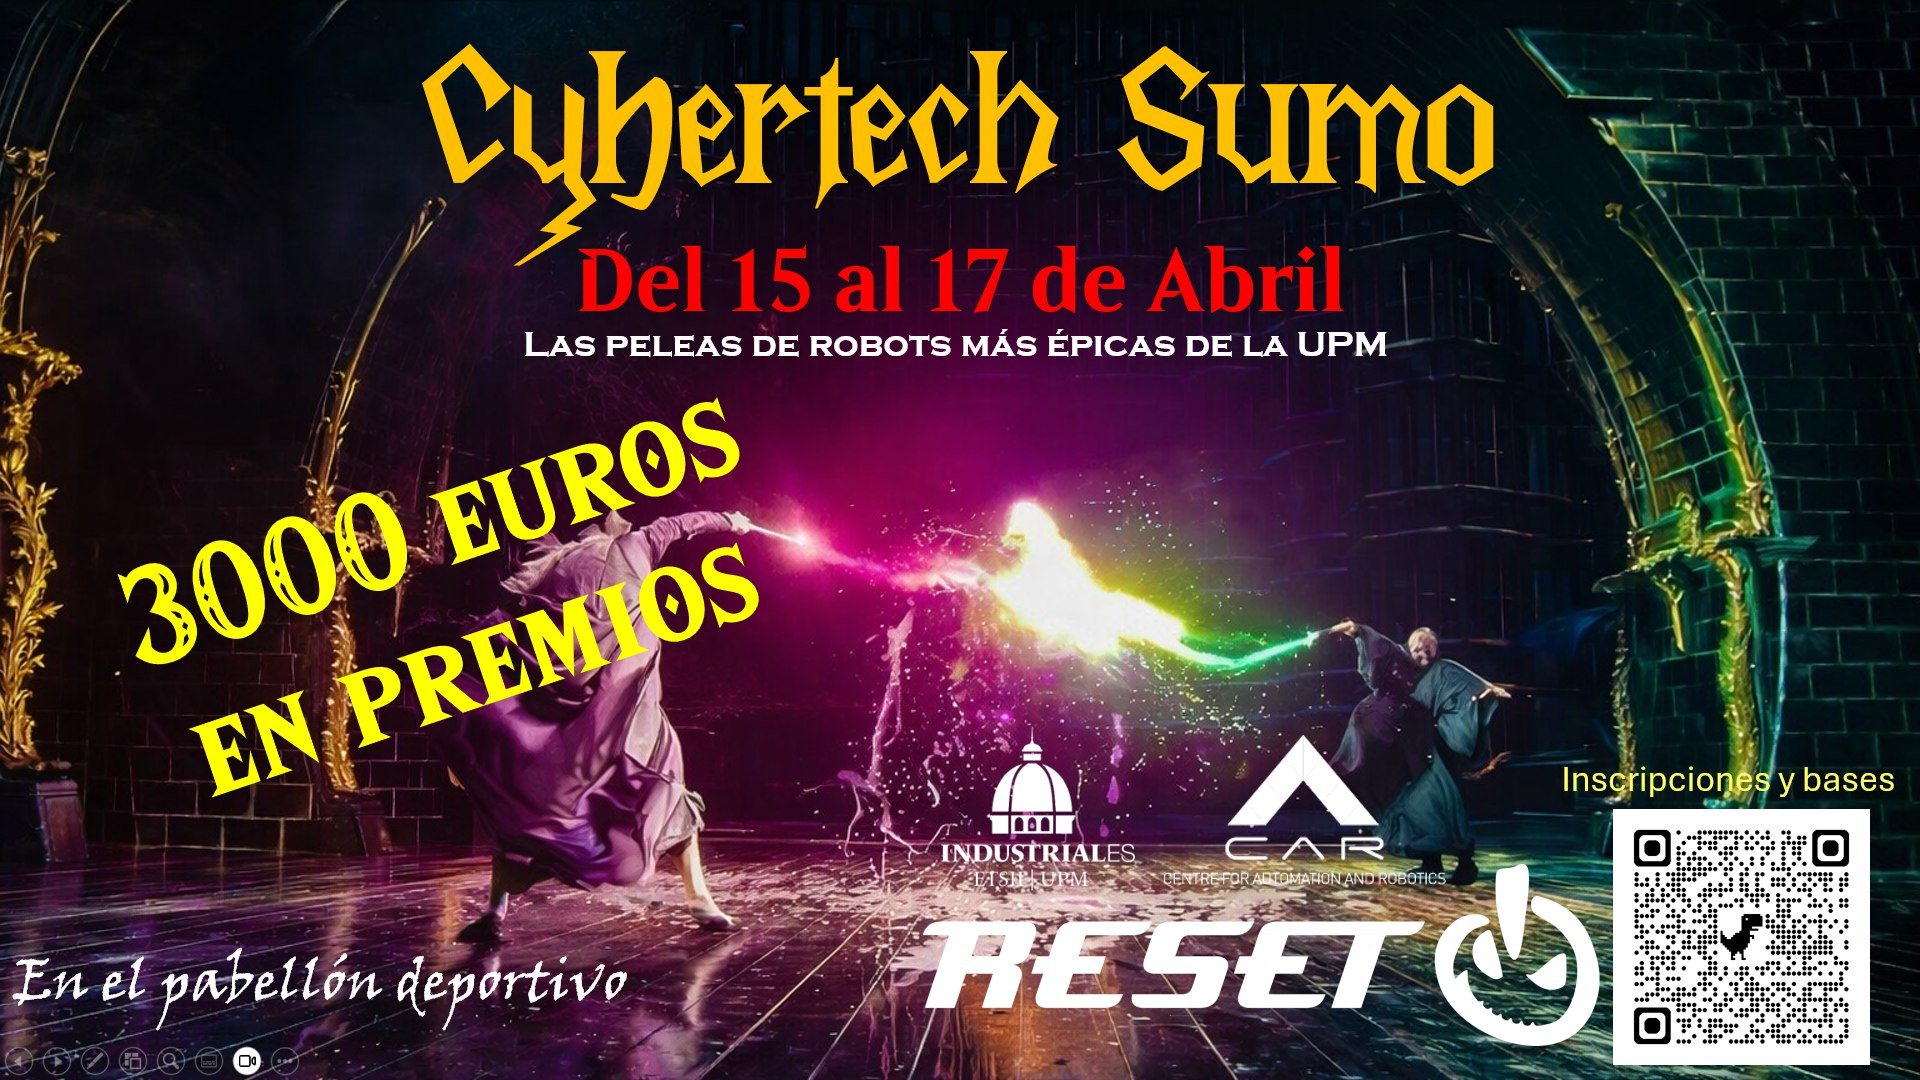 Cybertech Sumo
Del 15 al 17 de Abril
Las peleas de robots más épicas de la UPM
3000 EUROS
EN PREMIOS
Inscripciones y bases
INDUSTRIALES
ETSII | UPM
CAR
CENTRE FOR AUTOMATION AND ROBOTICS
RESET
En el pabellón deportivo